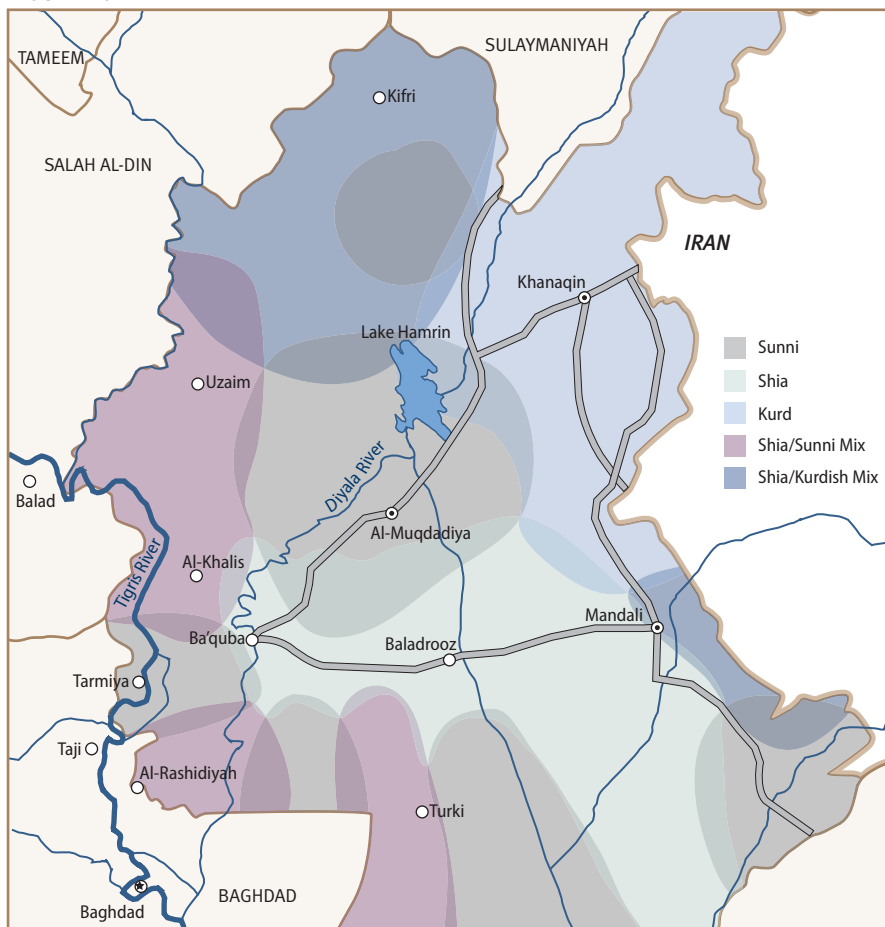 TAMEEM
SULAYMANIYAH
Kifri
SALAH AL-DIN
IRAN
Khanaqin
Lake Hamrin
Sunni
Shia
Kurd
Shia/Sunni Mix
Shia/Kurdish Mix
Uzaim
Balad
Diyala River
Al-Muqdadiya
Tigris River
Al-Khalis
Ba'quba
Baladrooz
Mandali
Tarmiya
Taji
Al-Rashidiyah
Turki
BAGHDAD
Baghdad